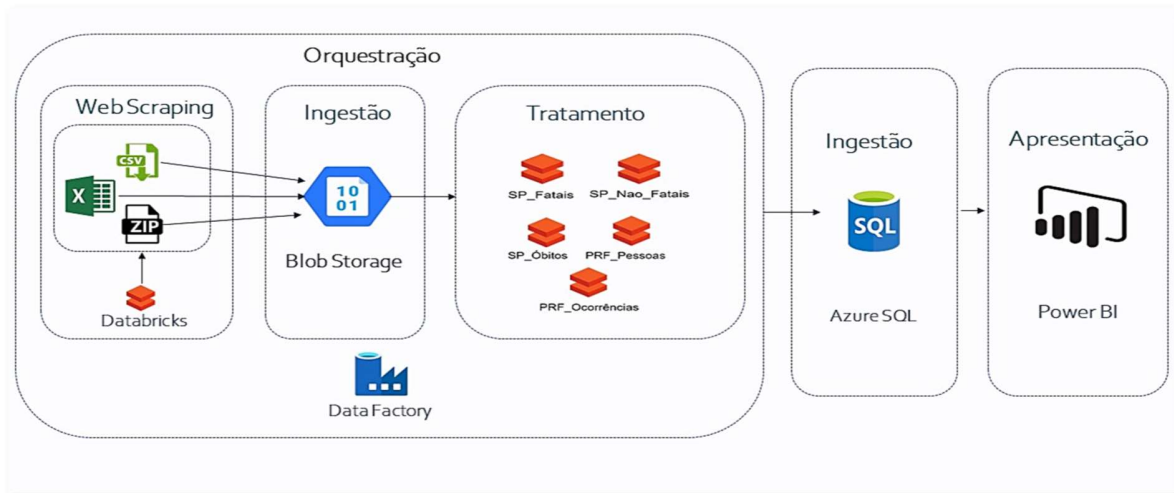 Orquestração
Web Scraping
CSV
X
ZIP
Databricks
Ingestão
10
01
Blob Storage
Tratamento
SP_Fatais
SP_Nao_Fatais
SP_Óbitos
PRF_Pessoas
PRF_Ocorrências
Data Factory
Ingestão
SQL
Azure SQL
Apresentação
Power BI